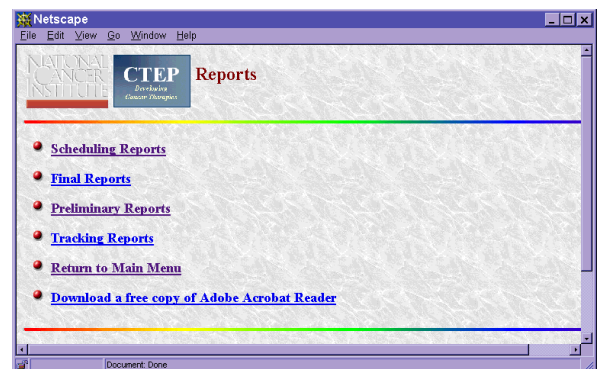 Netscape
File Edit View Go Window Help
NATIONAL
CANCER
INSTITUTE
CTEP
Developing
Cancer Therapies
Reports
Scheduling Reports
Final Reports
Preliminary Reports
Tracking Reports
Return to Main Menu
Download a free copy of Adobe Acrobat Reader
Document: Done